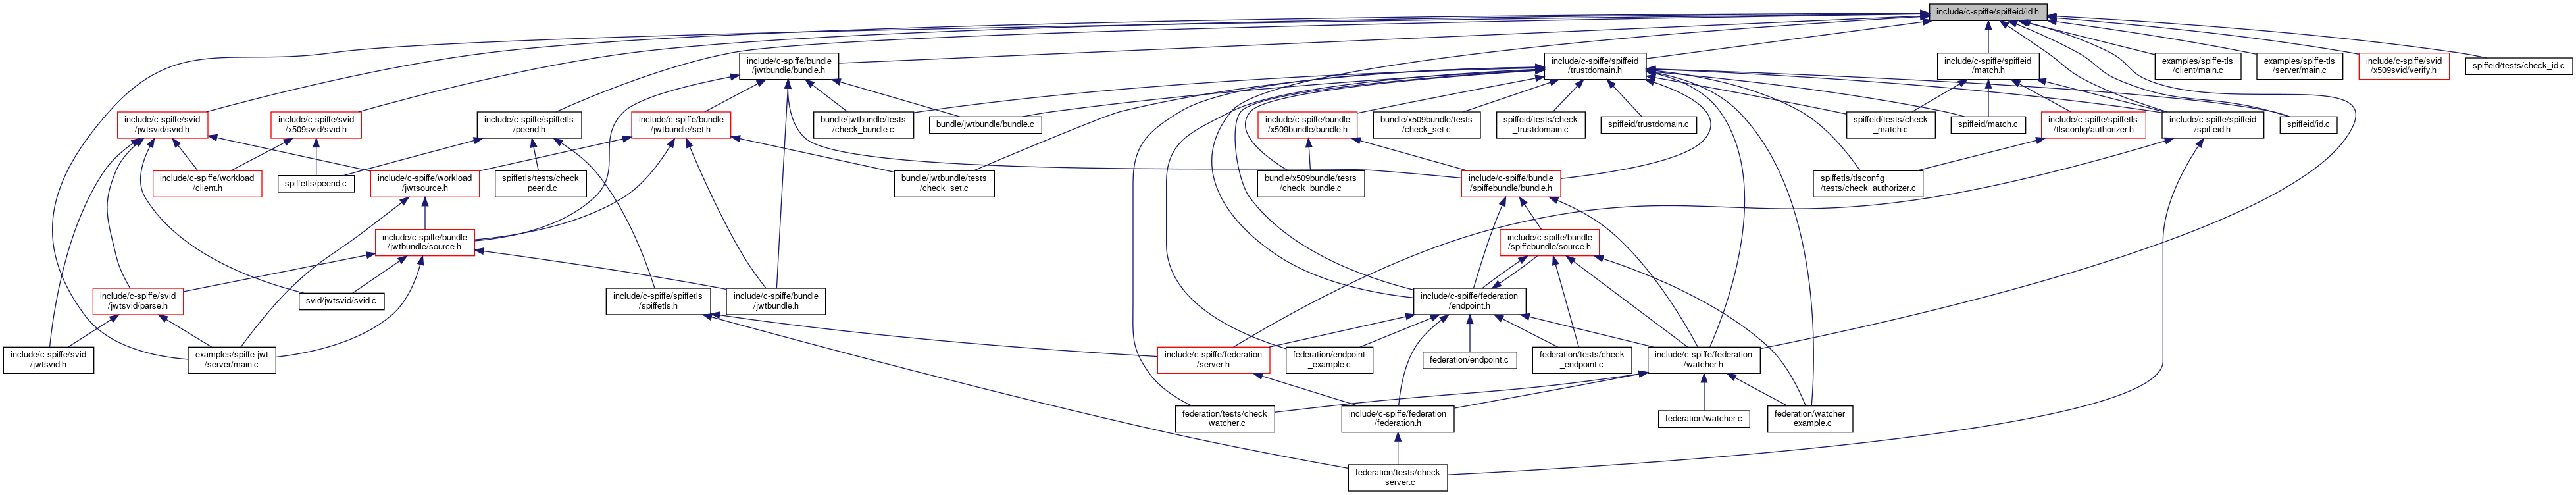 include/c-spiffe/spiffeid/id.h
include/c-spiffe/bundle
/jwtbundle/bundle.h
include/c-spiffe/spiffeid
/trustdomain.h
include/c-spiffe/spiffeid
/match.h
examples/spiffe-tls
/client/main.c
examples/spiffe-tls
/server/main.c
include/c-spiffe/svid
/x509svid/verify.h
spiffeid/tests/check_id.c
include/c-spiffe/svid
/jwtsvid/svid.h
include/c-spiffe/svid
/x509svid/svid.h
include/c-spiffe/spiffetls
/peerid.h
include/c-spiffe/bundle
/jwtbundle/set.h
bundle/jwtbundle/tests
/check_bundle.c
bundle/jwtbundle/bundle.c
include/c-spiffe/bundle
/x509bundle/bundle.h
bundle/x509bundle/tests
/check_set.c
spiffeid/tests/check
_trustdomain.c
spiffeid/trustdomain.c
spiffeid/tests/check
_match.c
spiffeid/match.c
include/c-spiffe/spiffetls
/tlsconfig/authorizer.h
include/c-spiffe/spiffeid
/spiffeid.h
spiffeid/id.c
include/c-spiffe/workload
/client.h
spiffetls/peerid.c
include/c-spiffe/workload
/jwtsource.h
spiffetls/tests/check
_peerid.c
bundle/jwtbundle/tests
/check_set.c
bundle/x509bundle/tests
/check_bundle.c
include/c-spiffe/bundle
/spiffebundle/bundle.h
spiffetls/tlsconfig
/tests/check_authorizer.c
include/c-spiffe/bundle
/jwtbundle/source.h
include/c-spiffe/bundle
/spiffebundle/source.h
include/c-spiffe/svid
/jwtsvid/parse.h
svid/jwtsvid/svid.c
include/c-spiffe/spiffetls
/spiffetls.h
include/c-spiffe/bundle
/jwtbundle.h
include/c-spiffe/federation
/endpoint.h
include/c-spiffe/svid
/jwtsvid.h
examples/spiffe-jwt
/server/main.c
include/c-spiffe/federation
/server.h
federation/endpoint
_example.c
federation/endpoint.c
federation/tests/check
_endpoint.c
include/c-spiffe/federation
/watcher.h
federation/tests/check
_watcher.c
include/c-spiffe/federation
/federation.h
federation/watcher.c
federation/watcher
_example.c
federation/tests/check
_server.c